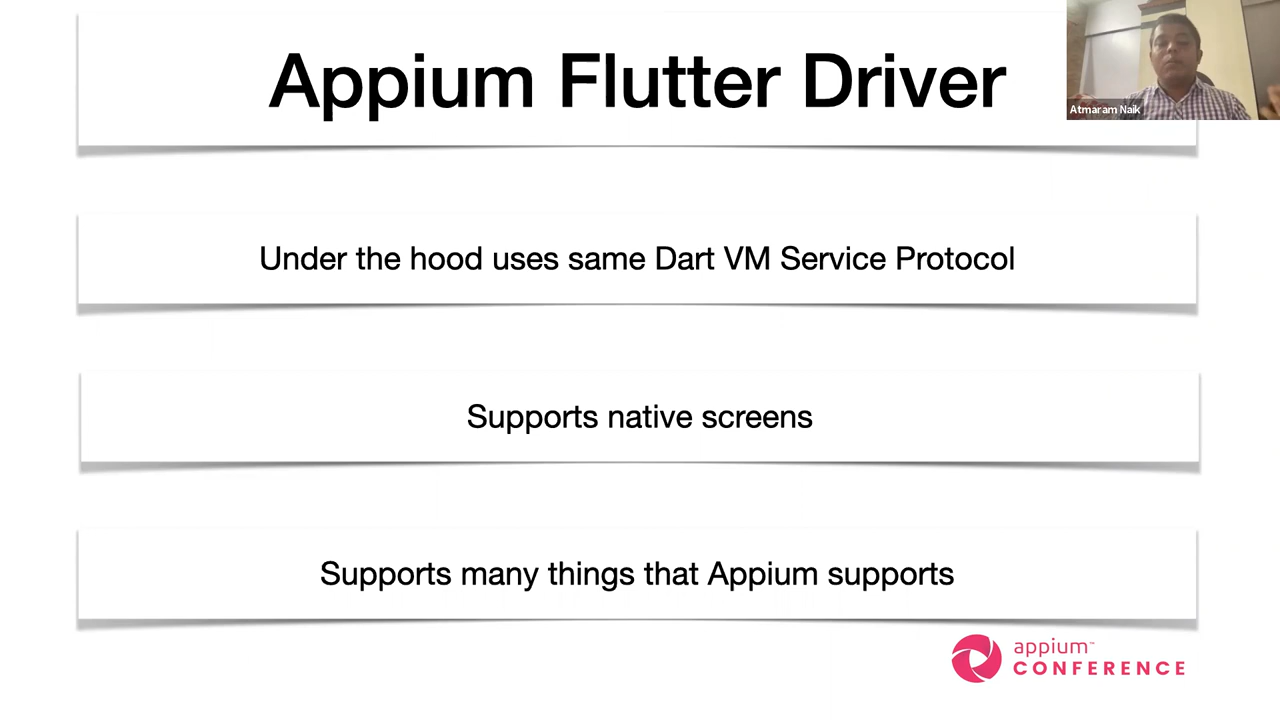 Appium Flutter Driver
Atmaram Naik
Under the hood uses same Dart VM Service Protocol
Supports native screens
Supports many things that Appium supports
appium™
CONFERENCE